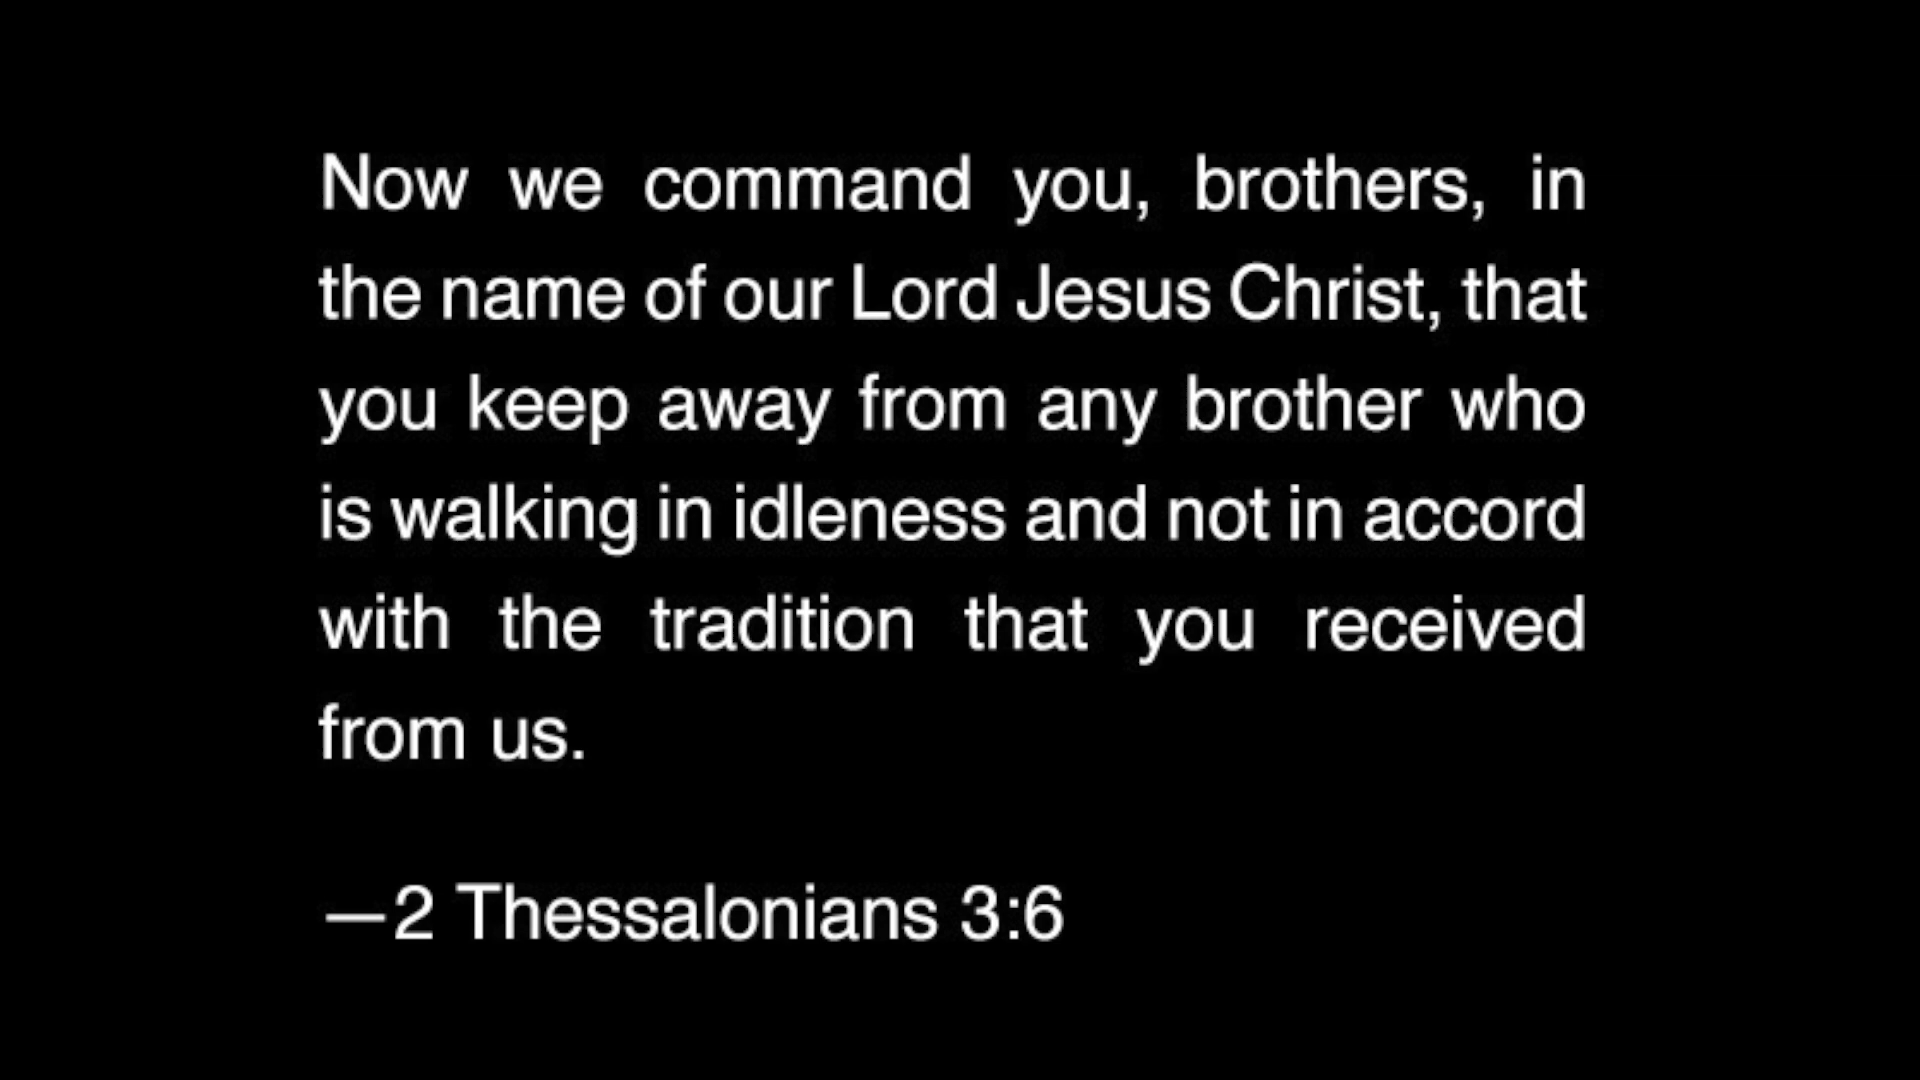 Now we command you, brothers, in
the name of our Lord Jesus Christ, that
you keep away from any brother who
is walking in idleness and not in accord
with the tradition that you received
from us.
—2 Thessalonians 3:6